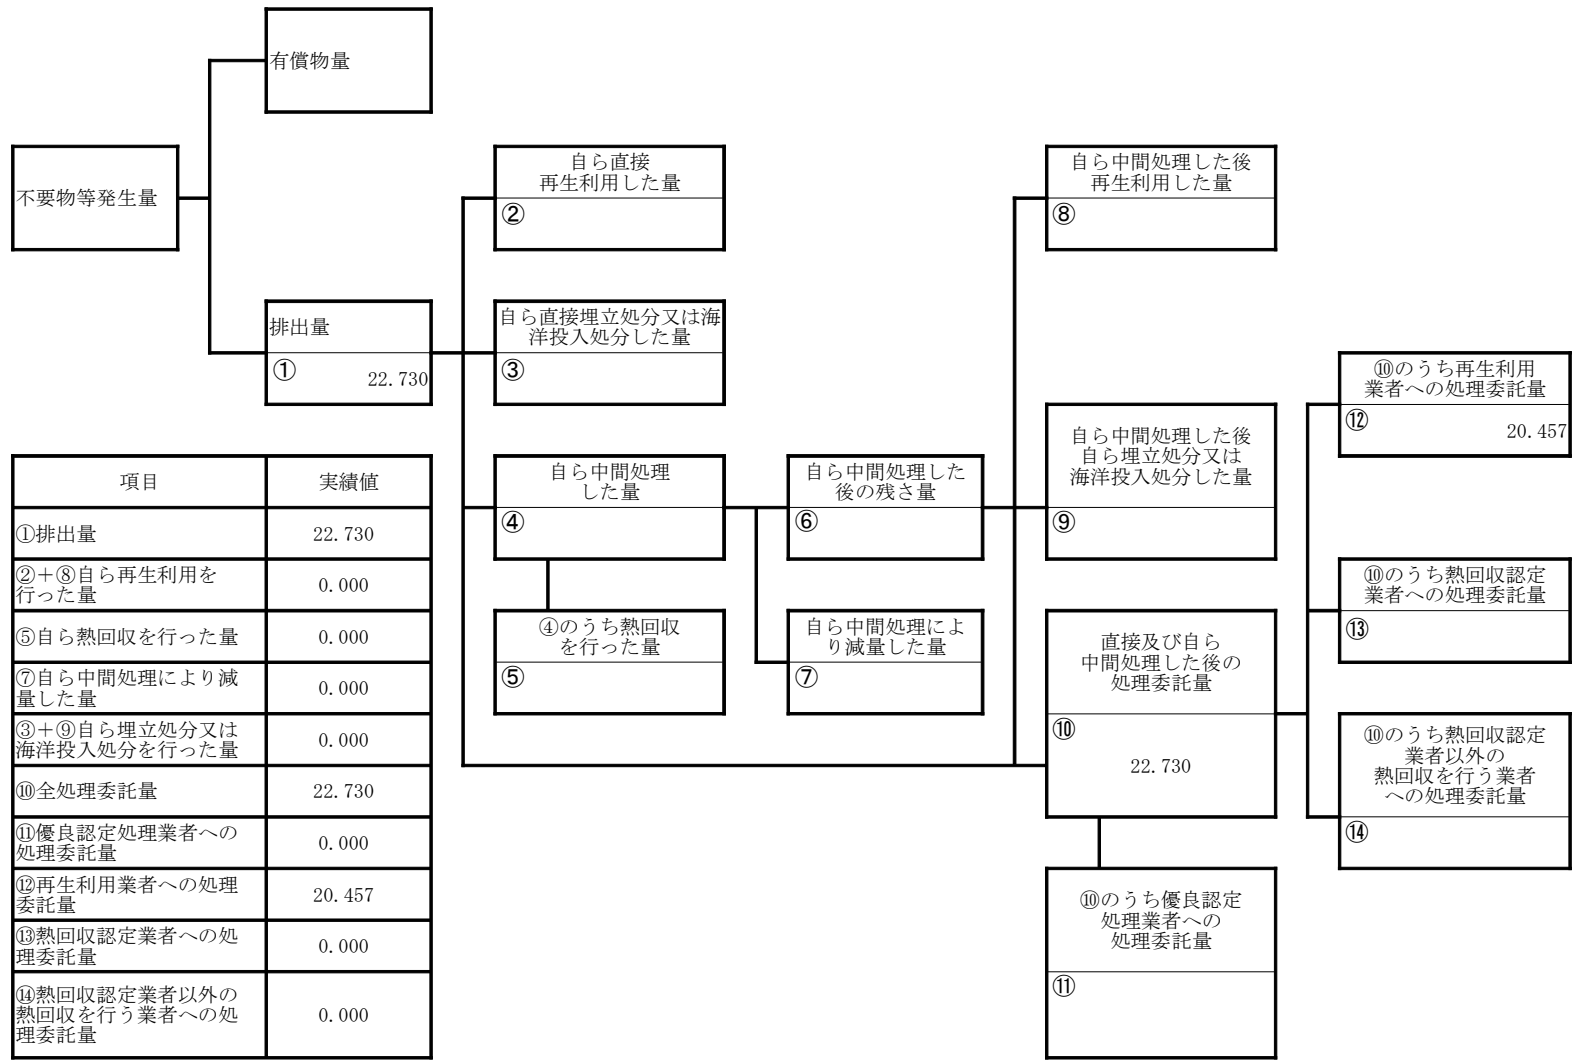 有償物量
不要物等発生量
自ら直接
再生利用した量
②
自ら中間処理した後
再生利用した量
⑧
排出量
① 22.730
自ら直接埋立処分又は海
洋投入処分した量
③
⑩のうち再生利用
業者への処理委託量
⑫ 20.457
自ら中間処理
した量
④
自ら中間処理した
後の残さ量
⑥
自ら中間処理した後
自ら埋立処分又は
海洋投入処分した量
⑨
⑩のうち熱回収認定
業者への処理委託量
⑬
④のうち熱回収
を行った量
⑤
自ら中間処理によ
り減量した量
⑦
直接及び自ら
中間処理した後の
処理委託量
⑩
22.730
⑩のうち熱回収認定
業者以外の
熱回収を行う業者
への処理委託量
⑭
⑩のうち優良認定
処理業者への
処理委託量
⑪
項目 実績値
①排出量 22.730
②＋⑧自ら再生利用を
行った量 0.000
⑤自ら熱回収を行った量 0.000
⑦自ら中間処理により減
量した量 0.000
③＋⑨自ら埋立処分又は
海洋投入処分を行った量 0.000
⑩全処理委託量 22.730
⑪優良認定処理業者への
処理委託量 0.000
⑫再生利用業者への処理
委託量 20.457
⑬熱回収認定業者への処
理委託量 0.000
⑭熱回収認定業者以外の
熱回収を行う業者への処
理委託量 0.000